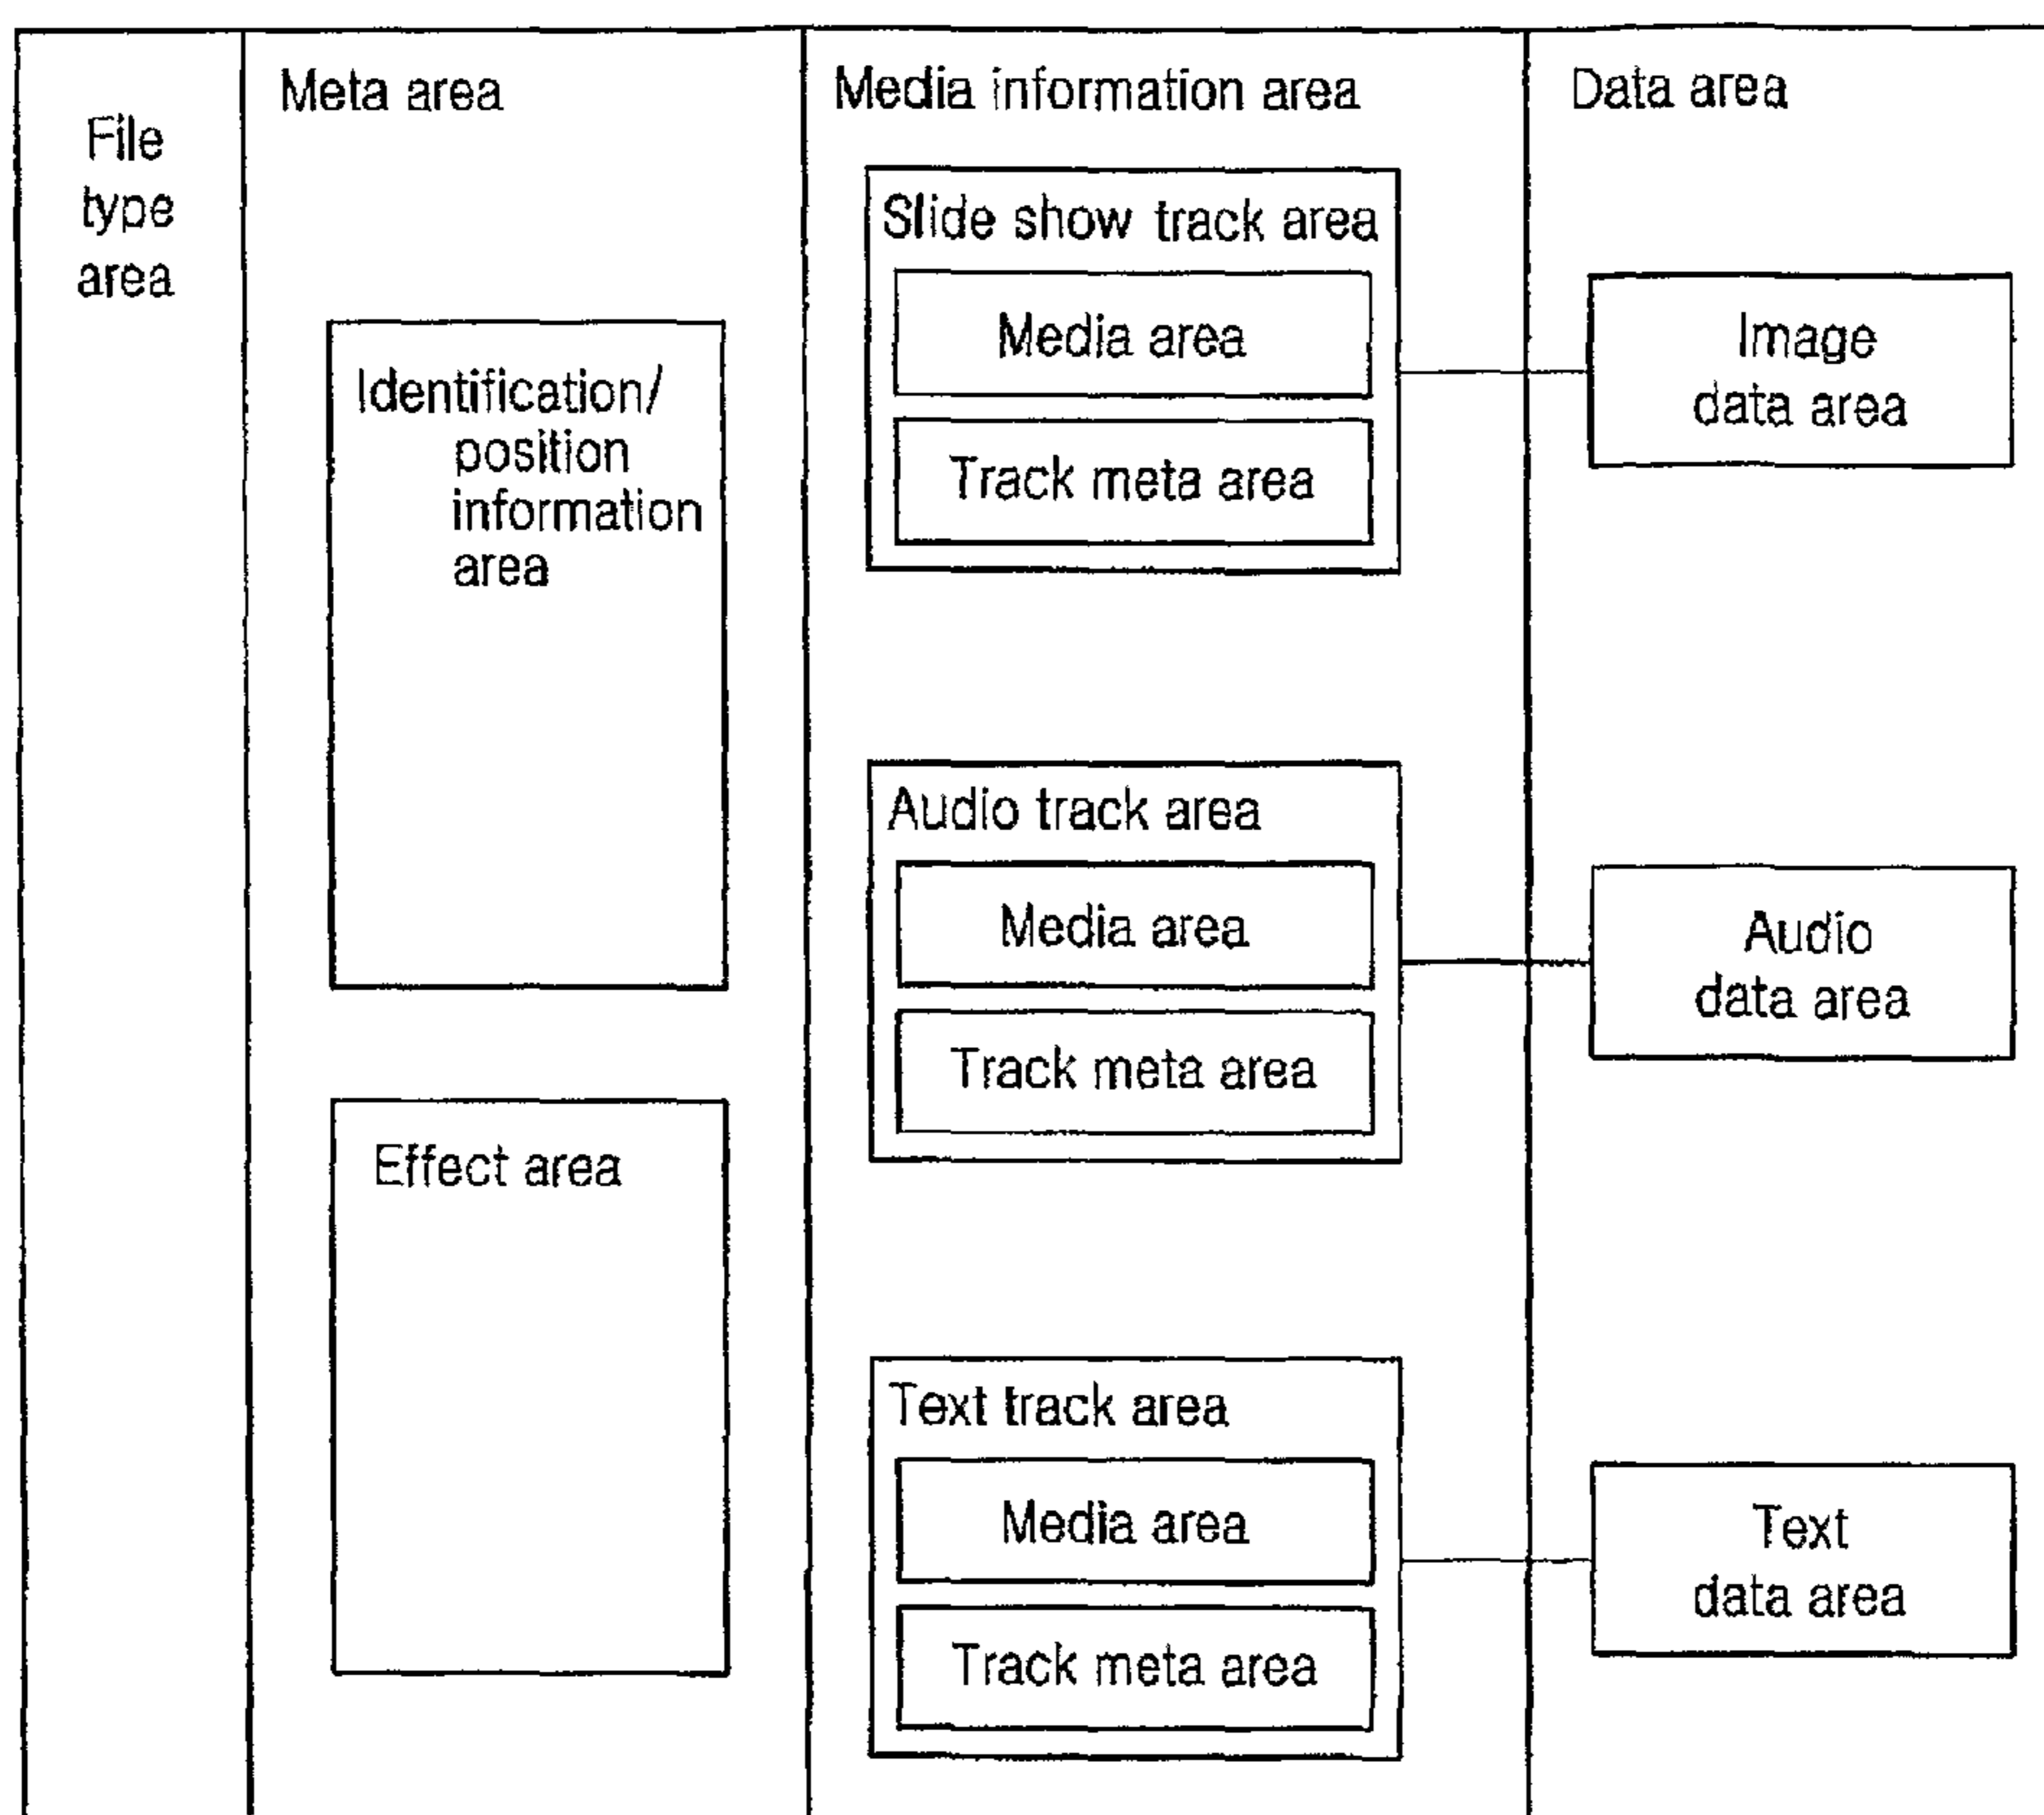 File
type
area
Meta area
Identification/
position
information
area
Effect area
Media information area
Slide show track area
Media area
Track meta area
Audio track area
Media area
Track meta area
Text track area
Media area
Track meta area
Data area
Image
data area
Audio
data area
Text
data area